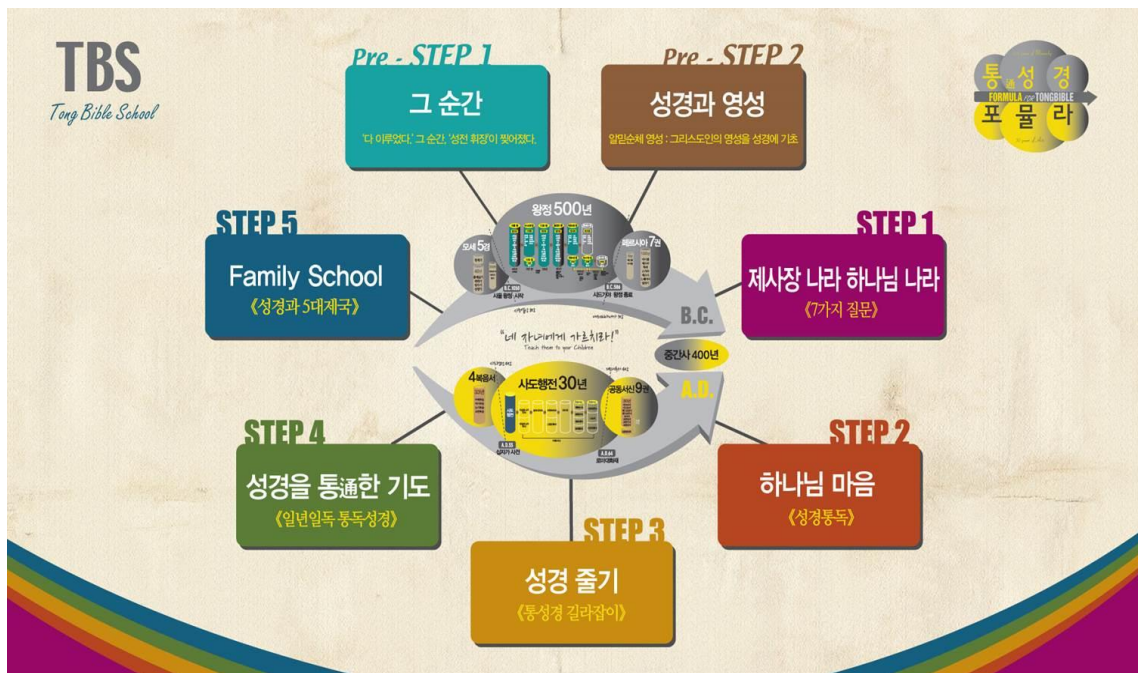 TBS
Tong Bible School
Pre - STEP 1
그 순간
'다 이루었다.' 그 순간, '성전 휘장'이 찢어졌다.
Pre - STEP 2
성경과 영성
알밑순체 영성 : 그리스도인의 영성을 성경에 기초
통通성경
FORMULA FOR TONGBIBLE
포뮬라
STEP 5
Family School
《성경과 5대제국》
왕정 500년
모세 5경
페르시아 7권
B.C.
STEP 1
제사장 나라 하나님 나라
《7가지 질문》
"네 자녀에게 가르치라!"
Teach them to your Children
중간사 400년
4복음서
사도행전 30년
공동서신 9권
A.D.
십자가 사건
STEP 4
성경을 통通한 기도
《일년일독 통독성경》
STEP 2
하나님 마음
《성경통독》
STEP 3
성경 줄기
《통성경 길라잡이》